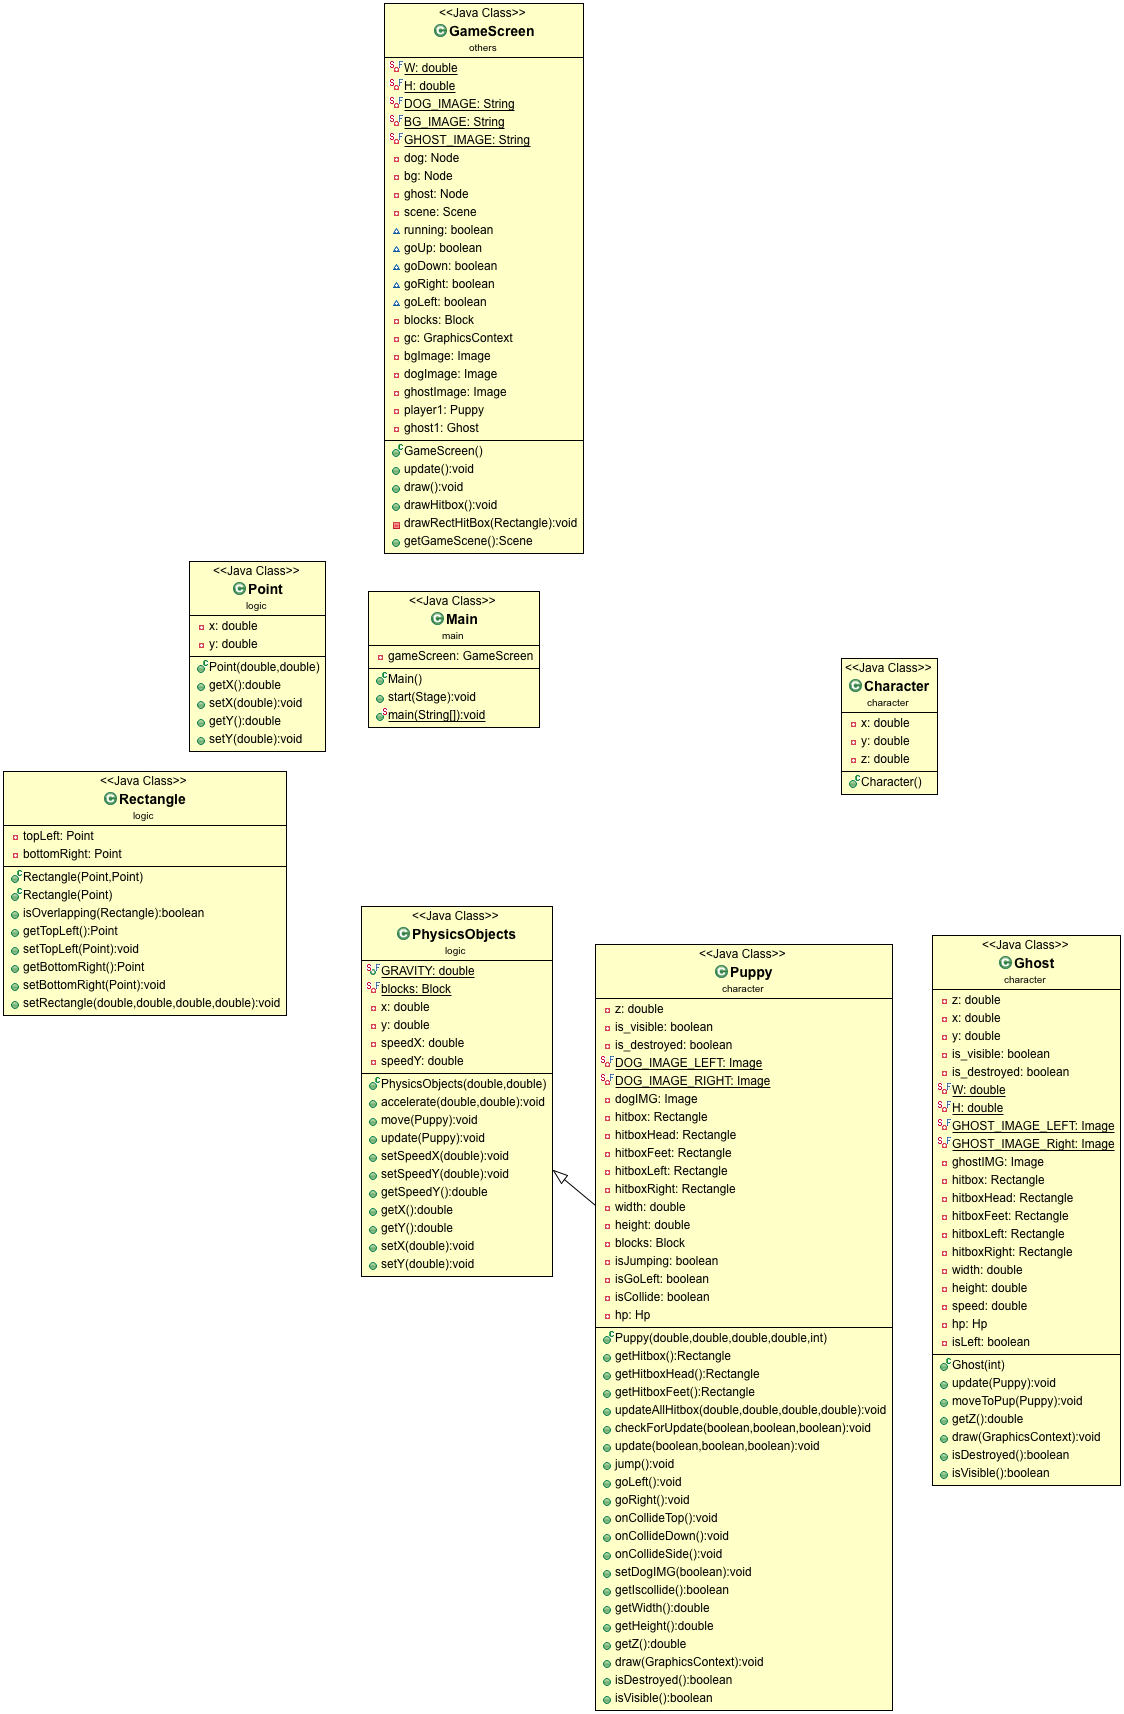 <<Java Class>>
GameScreen
others
W: double
H: double
DOG_IMAGE: String
BG_IMAGE: String
GHOST_IMAGE: String
dog: Node
bg: Node
ghost: Node
scene: Scene
running: boolean
goUp: boolean
goDown: boolean
goRight: boolean
goLeft: boolean
blocks: Block
gc: GraphicsContext
bgImage: Image
dogImage: Image
ghostImage: Image
player1: Puppy
ghost1: Ghost
GameScreen()
update():void
draw():void
drawHitbox():void
drawRectHitBox(Rectangle):void
getGameScene():Scene
<<Java Class>>
Point
logic
x: double
y: double
Point(double,double)
getX():double
setX(double):void
getY():double
setY(double):void
<<Java Class>>
Main
main
gameScreen: GameScreen
Main()
start(Stage):void
main(String[]):void
<<Java Class>>
Character
character
x: double
y: double
z: double
Character()
<<Java Class>>
Rectangle
logic
topLeft: Point
bottomRight: Point
Rectangle(Point,Point)
Rectangle(Point)
isOverlapping(Rectangle):boolean
getTopLeft():Point
setTopLeft(Point):void
getBottomRight():Point
setBottomRight(Point):void
setRectangle(double,double,double,double):void
<<Java Class>>
PhysicsObjects
logic
GRAVITY: double
blocks: Block
x: double
y: double
speedX: double
speedY: double
PhysicsObjects(double,double)
accelerate(double,double):void
move(Puppy):void
update(Puppy):void
setSpeedX(double):void
setSpeedY(double):void
getSpeedY():double
getX():double
getY():double
setX(double):void
setY(double):void
<<Java Class>>
Puppy
character
z: double
is_visible: boolean
is_destroyed: boolean
DOG_IMAGE_LEFT: Image
DOG_IMAGE_RIGHT: Image
dogIMG: Image
hitbox: Rectangle
hitboxHead: Rectangle
hitboxFeet: Rectangle
hitboxLeft: Rectangle
hitboxRight: Rectangle
width: double
height: double
blocks: Block
isJumping: boolean
isGoLeft: boolean
isCollide: boolean
hp: Hp
Puppy(double,double,double,double,int)
getHitbox():Rectangle
getHitboxHead():Rectangle
getHitboxFeet():Rectangle
updateAllHitbox(double,double,double,double):void
checkForUpdate(boolean,boolean,boolean):void
update(boolean,boolean,boolean):void
jump():void
goLeft():void
goRight():void
onCollideTop():void
onCollideDown():void
onCollideSide():void
setDogIMG(boolean):void
getIscollide():boolean
getWidth():double
getHeight():double
getZ():double
draw(GraphicsContext):void
isDestroyed():boolean
isVisible():boolean
<<Java Class>>
Ghost
character
z: double
x: double
y: double
is_visible: boolean
is_destroyed: boolean
W: double
H: double
GHOST_IMAGE_LEFT: Image
GHOST_IMAGE_Right: Image
ghostIMG: Image
hitbox: Rectangle
hitboxHead: Rectangle
hitboxFeet: Rectangle
hitboxLeft: Rectangle
hitboxRight: Rectangle
width: double
height: double
speed: double
hp: Hp
isLeft: boolean
Ghost(int)
update(Puppy):void
moveToPup(Puppy):void
getZ():double
draw(GraphicsContext):void
isDestroyed():boolean
isVisible():boolean